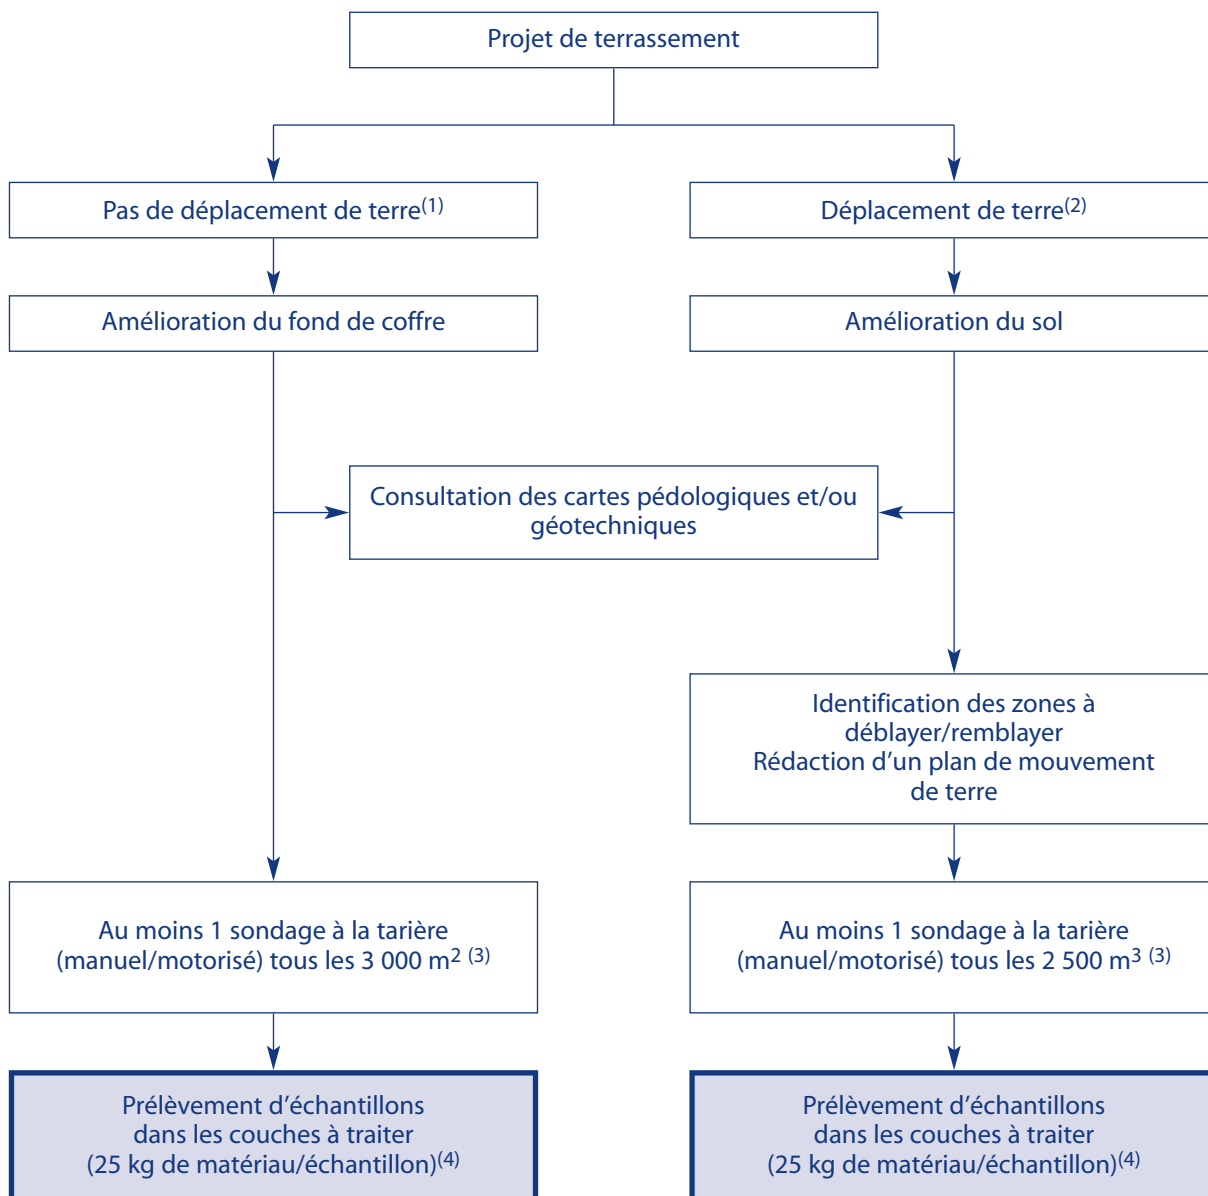 Projet de terrassement
Pas de déplacement de terre(1)
Déplacement de terre(2)
Amélioration du fond de coffre
Amélioration du sol
Consultation des cartes pédologiques et/ou
géotechniques
Identification des zones à
déblayer/remblayer
Rédaction d'un plan de mouvement
de terre
Au moins 1 sondage à la tarière
(manuel/motorisé) tous les 3 000 m2 (3)
Au moins 1 sondage à la tarière
(manuel/motorisé) tous les 2 500 m3 (3)
Prélèvement d'échantillons
dans les couches à traiter
(25 kg de matériau/échantillon)(4)
Prélèvement d'échantillons
dans les couches à traiter
(25 kg de matériau/échantillon)(4)